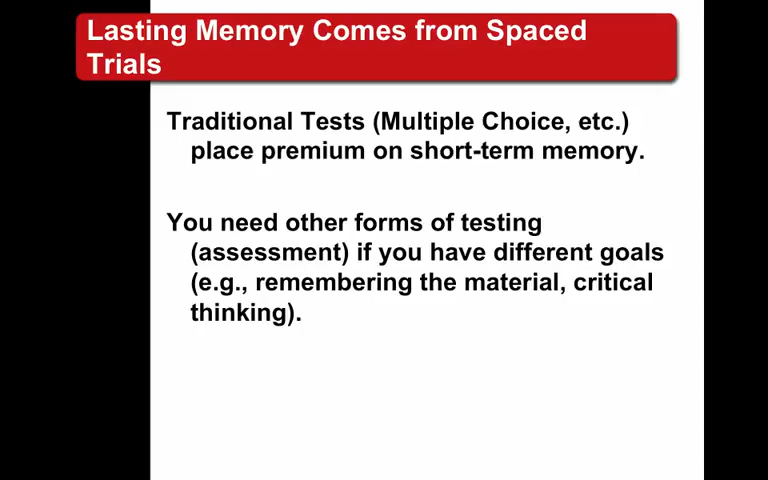 Lasting Memory Comes from Spaced
Trials
Traditional Tests (Multiple Choice, etc.)
place premium on short-term memory.
You need other forms of testing
(assessment) if you have different goals
(e.g., remembering the material, critical
thinking).